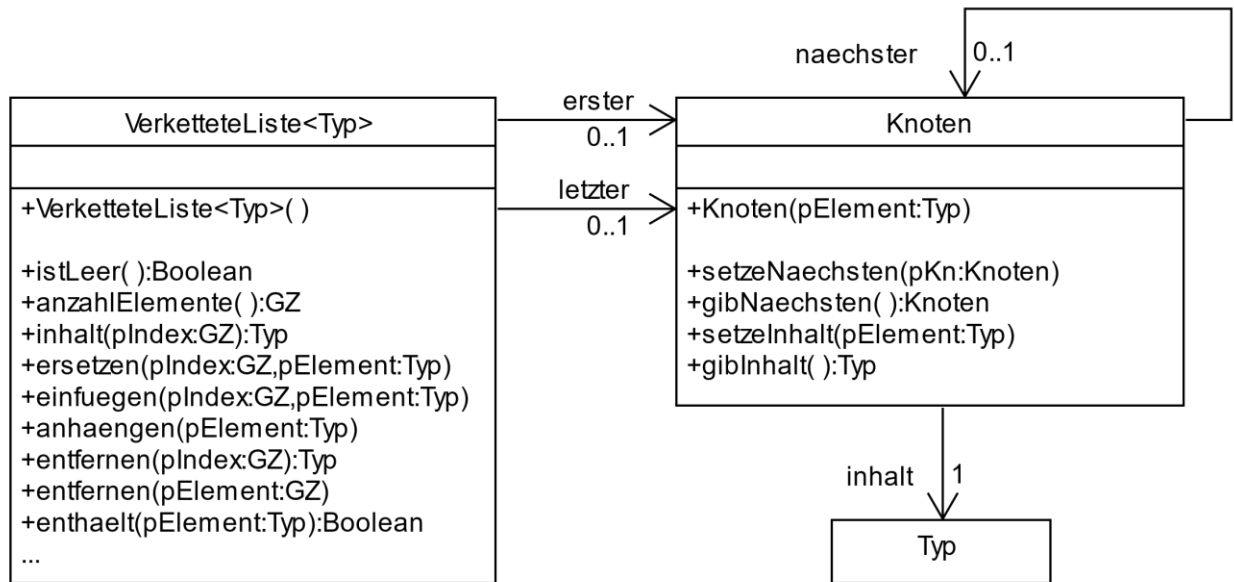 naechster
0..1
VerketteteListe<Typ>
+VerketteteListe<Typ>( )
+istLeer( ):Boolean
+anzahlElemente( ):GZ
+inhalt(pIndex:GZ):Typ
+ersetzen(pIndex:GZ,pElement:Typ)
+einfuegen(pIndex:GZ,pElement:Typ)
+anhaengen(pElement:Typ)
+entfernen(pIndex:GZ):Typ
+entfernen(pElement:GZ)
+enthaelt(pElement:Typ):Boolean
...
erster
0..1
letzter
0..1
Knoten
+Knoten(pElement:Typ)
+setzeNaechsten(pKn:Knoten)
+gibNaechsten( ):Knoten
+setzeInhalt(pElement:Typ)
+gibInhalt( ):Typ
inhalt
1
Typ